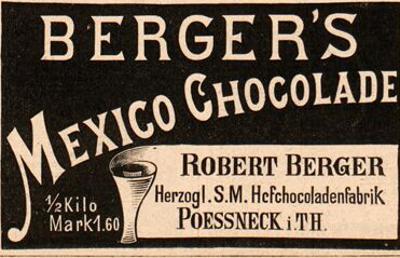 BERGER'S
MEXICO CHOCOLADE
½ Kilo
Mark 1.60
ROBERT BERGER
Herzogl. S. M. Hofchocoladenfabrik
POESSNECK i. TH.